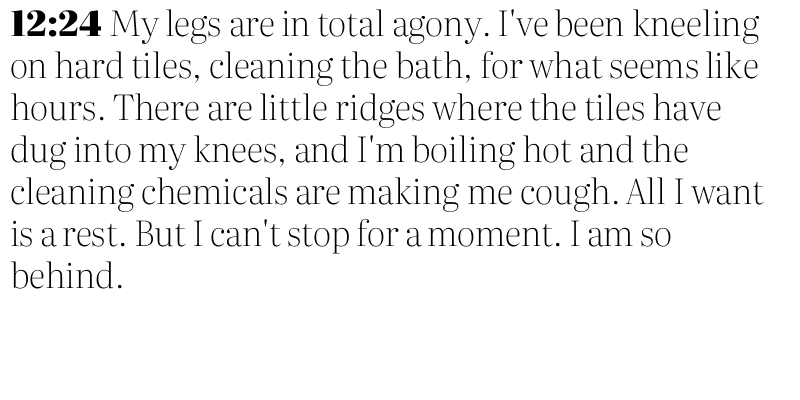 12:24 My legs are in total agony. I've been kneeling
on hard tiles, cleaning the bath, for what seems like
hours. There are little ridges where the tiles have
dug into my knees, and I'm boiling hot and the
cleaning chemicals are making me cough. All I want
is a rest. But I can't stop for a moment. I am so
behind.